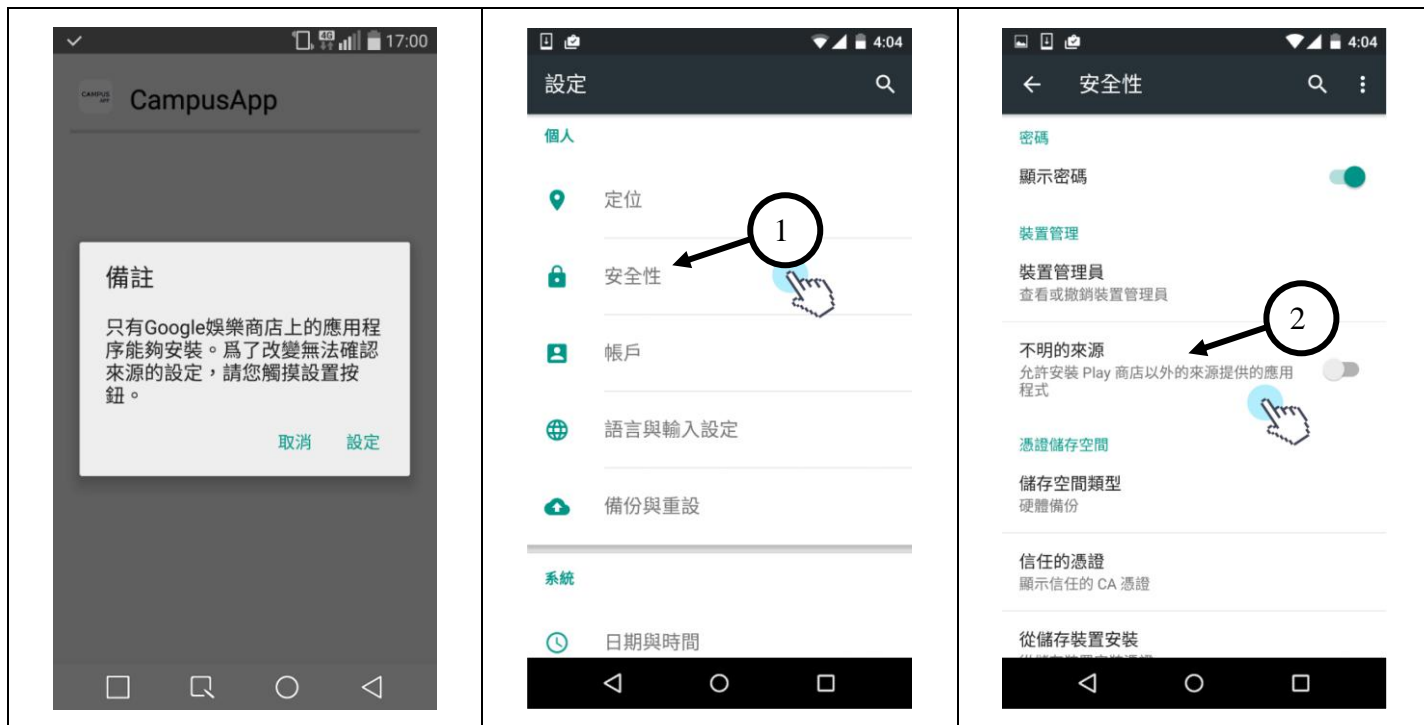 17:00
CAMPUS
APP
CampusApp
備註
只有Google娛樂商店上的應用程
序能夠安裝。爲了改變無法確認
來源的設定，請您觸摸設置按
鈕。
取消 設定
4:04
設定
個人
定位
1
安全性
帳戶
語言與輸入設定
備份與重設
系統
日期與時間
4:04
安全性
密碼
顯示密碼
裝置管理
裝置管理員
查看或撤銷裝置管理員
2
不明的來源
允許安裝 Play 商店以外的來源提供的應用
程式
憑證儲存空間
儲存空間類型
硬體備份
信任的憑證
顯示信任的 CA 憑證
從儲存裝置安裝